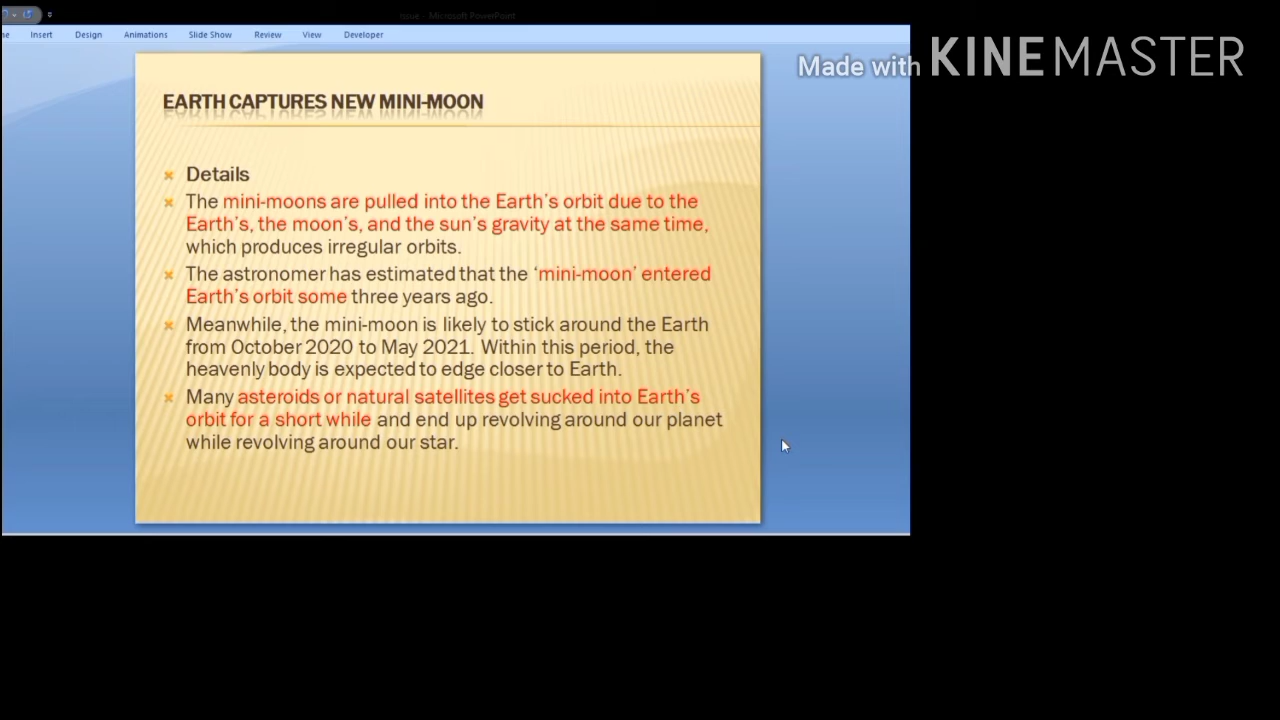 Issue - Microsoft PowerPoint
Insert Design Animations Slide Show Review View Developer
Made with KINEMASTER
EARTH CAPTURES NEW MINI-MOON
Details
The mini-moons are pulled into the Earth's orbit due to the
Earth's, the moon's, and the sun's gravity at the same time,
which produces irregular orbits.
The astronomer has estimated that the ‘mini-moon’ entered
Earth's orbit some three years ago.
Meanwhile, the mini-moon is likely to stick around the Earth
from October 2020 to May 2021. Within this period, the
heavenly body is expected to edge closer to Earth.
Many asteroids or natural satellites get sucked into Earth's
orbit for a short while and end up revolving around our planet
while revolving around our star.